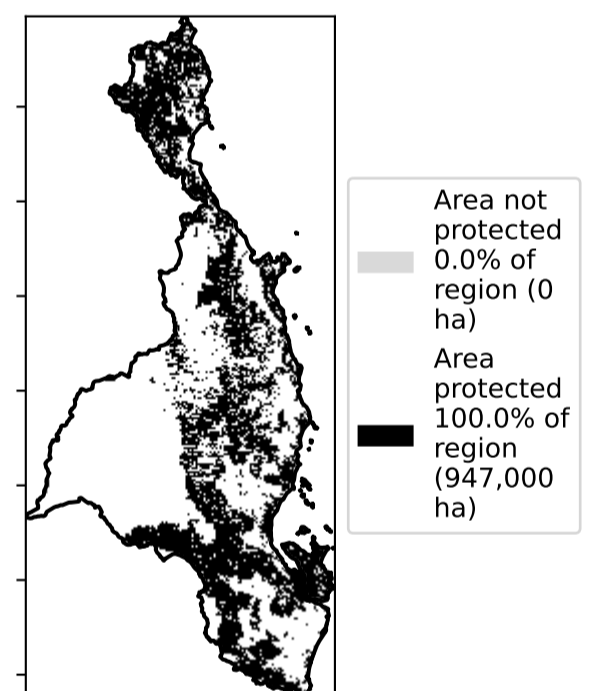 Area not
protected
0.0% of
region (0
ha)
Area
protected
100.0% of
region
(947,000
ha)